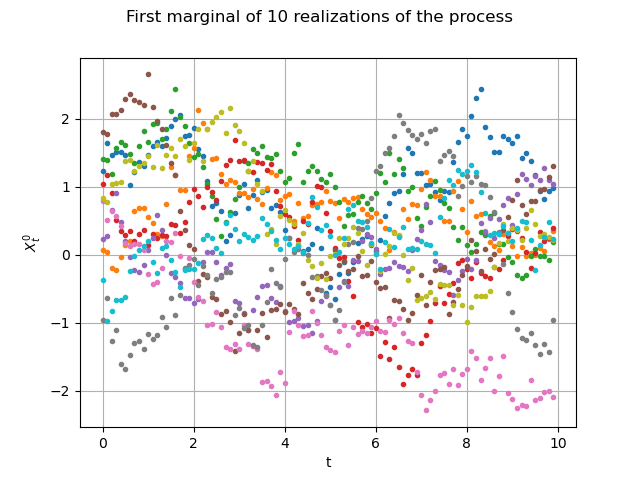 First marginal of 10 realizations of the process
X_t^0
2
1
0
−1
−2
0 2 4 6 8 10
t